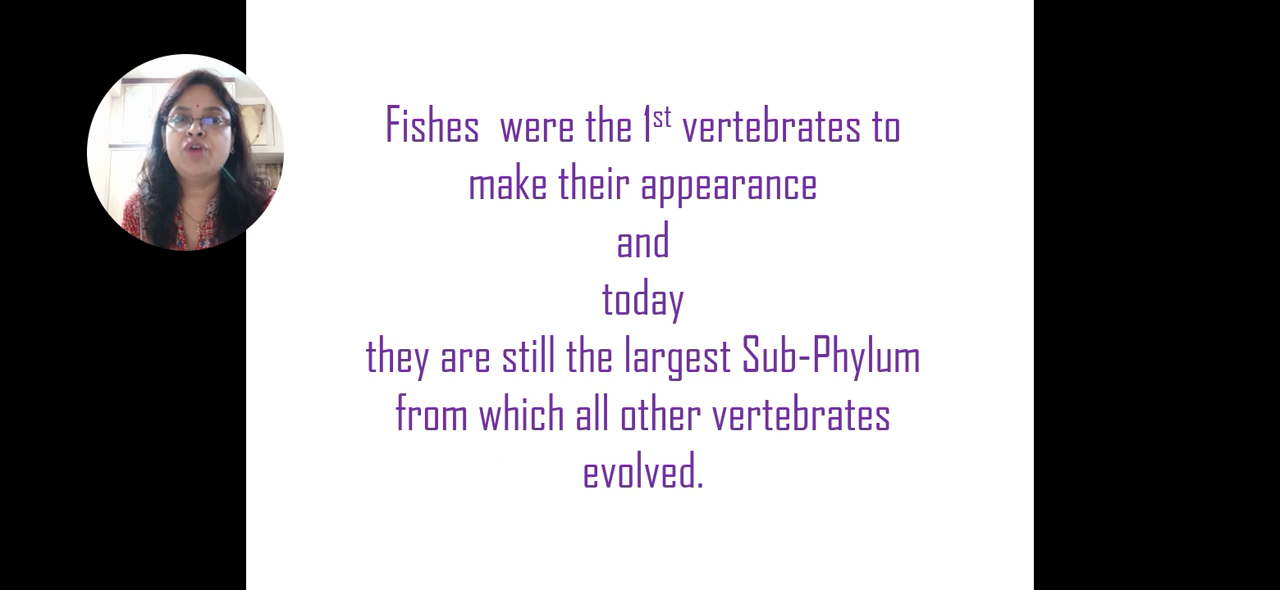 Fishes  were the 1st vertebrates to
make their appearance
and
today
they are still the largest Sub-Phylum
from which all other vertebrates
evolved.